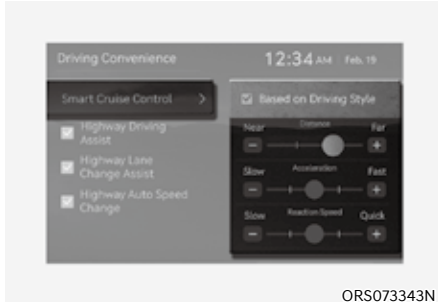 Driving Convenience 12:34 AM Feb. 19
Smart Cruise Control >
Highway Driving
Assist
Highway Lane
Change Assist
Highway Auto Speed
Change
Based on Driving Style
Near Distance Far
Slow Acceleration Fast
Slow Reaction Speed Quick
ORS073343N